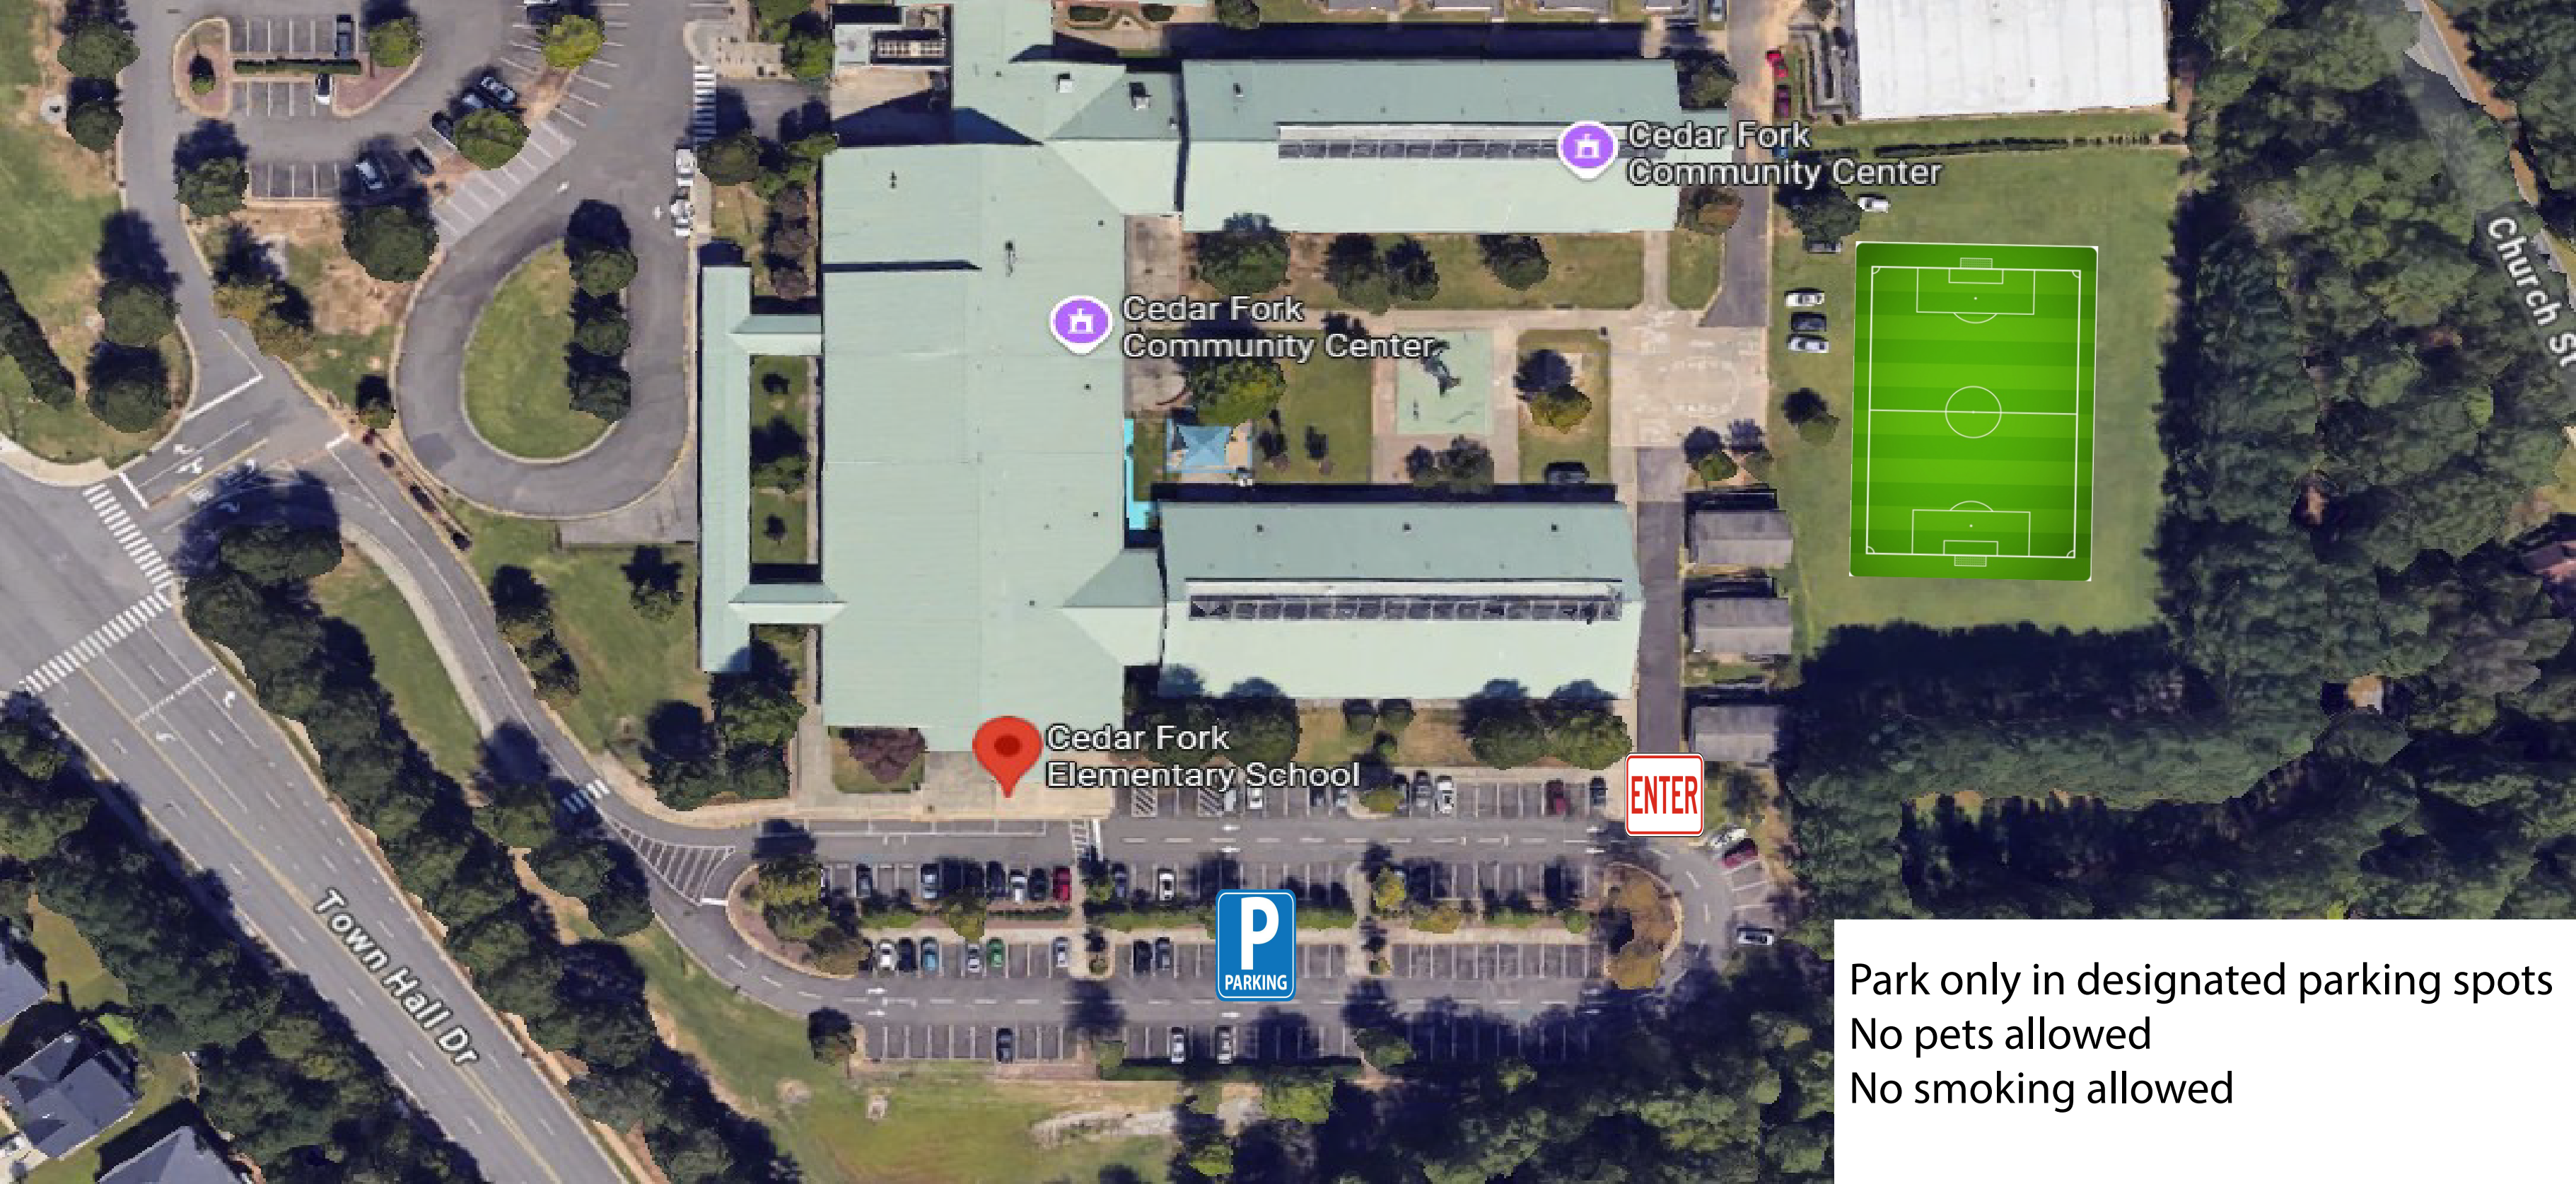 Cedar Fork
Community Center
Church St
Cedar Fork
Community Center
Cedar Fork
Elementary School
ENTER
P
PARKING
Town Hall Dr
Park only in designated parking spots
No pets allowed
No smoking allowed